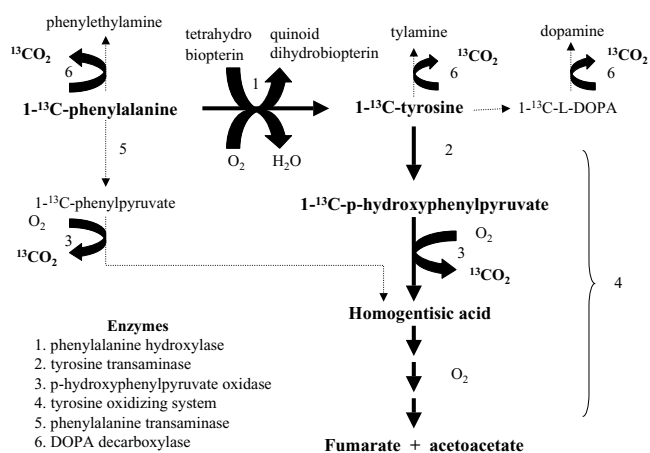 phenylethylamine
tetrahydro
biopterin
quinoid
dihydrobiopterin
tylamine
dopamine
¹³CO₂
6
1
¹³CO₂
6
¹³CO₂
6
1-¹³C-phenylalanine
1-¹³C-tyrosine
1-¹³C-L-DOPA
5
O₂
H₂O
2
1-¹³C-phenylpyruvate
1-¹³C-p-hydroxyphenylpyruvate
O₂
3
¹³CO₂
O₂
3
¹³CO₂
4
Homogentisic acid
Enzymes
1. phenylalanine hydroxylase
2. tyrosine transaminase
3. p-hydroxyphenylpyruvate oxidase
4. tyrosine oxidizing system
5. phenylalanine transaminase
6. DOPA decarboxylase
O₂
Fumarate + acetoacetate